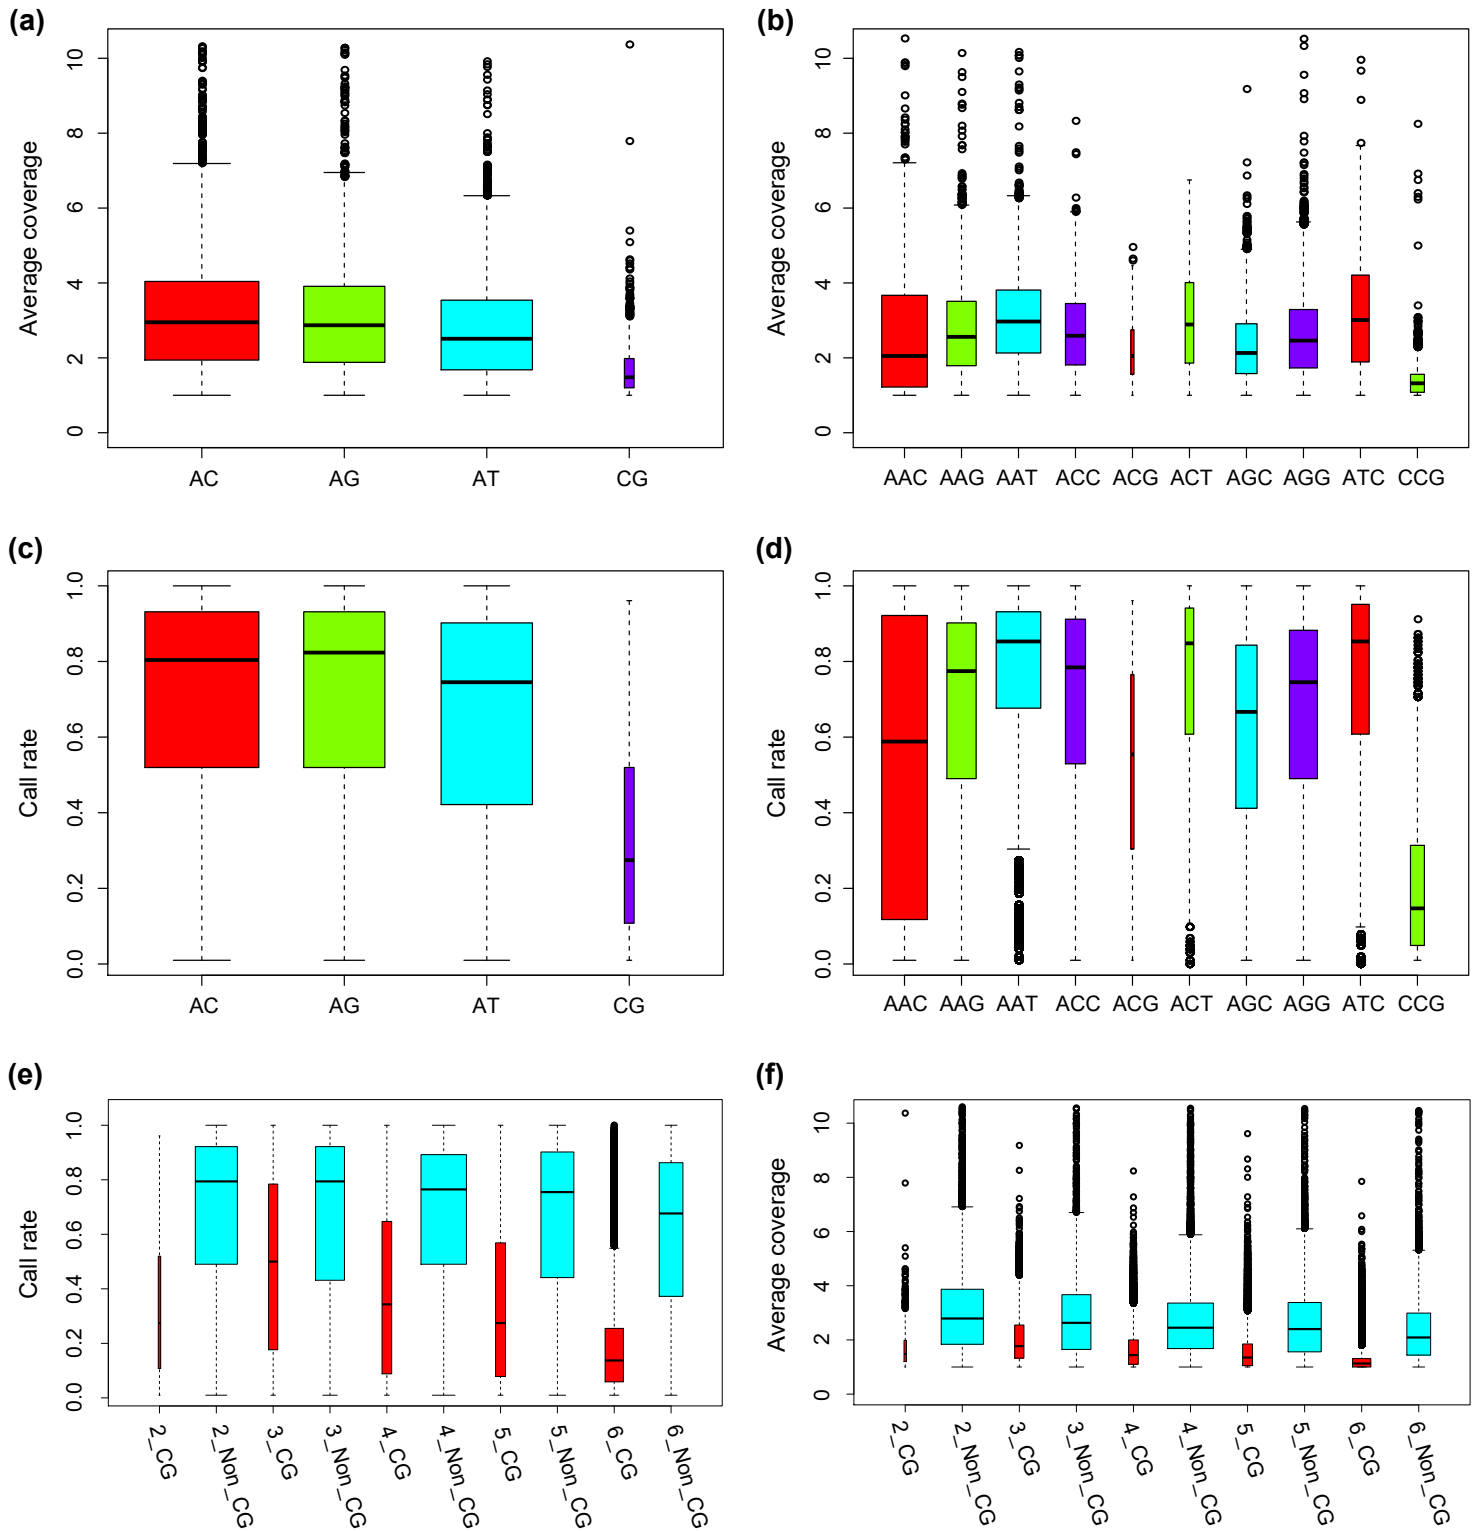 (a)
Average coverage
10
8
6
4
2
0
AC AG AT CG
(b)
Average coverage
10
8
6
4
2
0
AAC AAG AAT ACC ACG ACT AGC AGG ATC CCG
(c)
Call rate
1.0
0.8
0.6
0.4
0.2
0.0
AC AG AT CG
(d)
Call rate
1.0
0.8
0.6
0.4
0.2
0.0
AAC AAG AAT ACC ACG ACT AGC AGG ATC CCG
(e)
Call rate
1.0
0.8
0.6
0.4
0.2
0.0
2_CG
2_Non_CG
3_CG
3_Non_CG
4_CG
4_Non_CG
5_CG
5_Non_CG
6_CG
6_Non_CG
(f)
Average coverage
10
8
6
4
2
0
2_CG
2_Non_CG
3_CG
3_Non_CG
4_CG
4_Non_CG
5_CG
5_Non_CG
6_CG
6_Non_CG